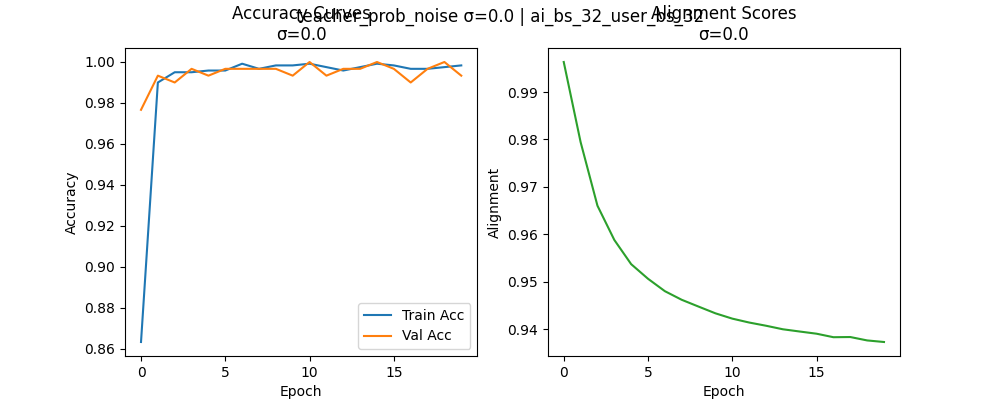 teacher_prob_noise σ=0.0 | ai_bs_32_user_bs_32
Accuracy Curves
σ=0.0
1.00
0.98
0.96
0.94
0.92
0.90
0.88
0.86
Accuracy
Train Acc
Val Acc
0
5
10
15
Epoch
Alignment Scores
σ=0.0
0.99
0.98
0.97
0.96
0.95
0.94
Alignment
0
5
10
15
Epoch